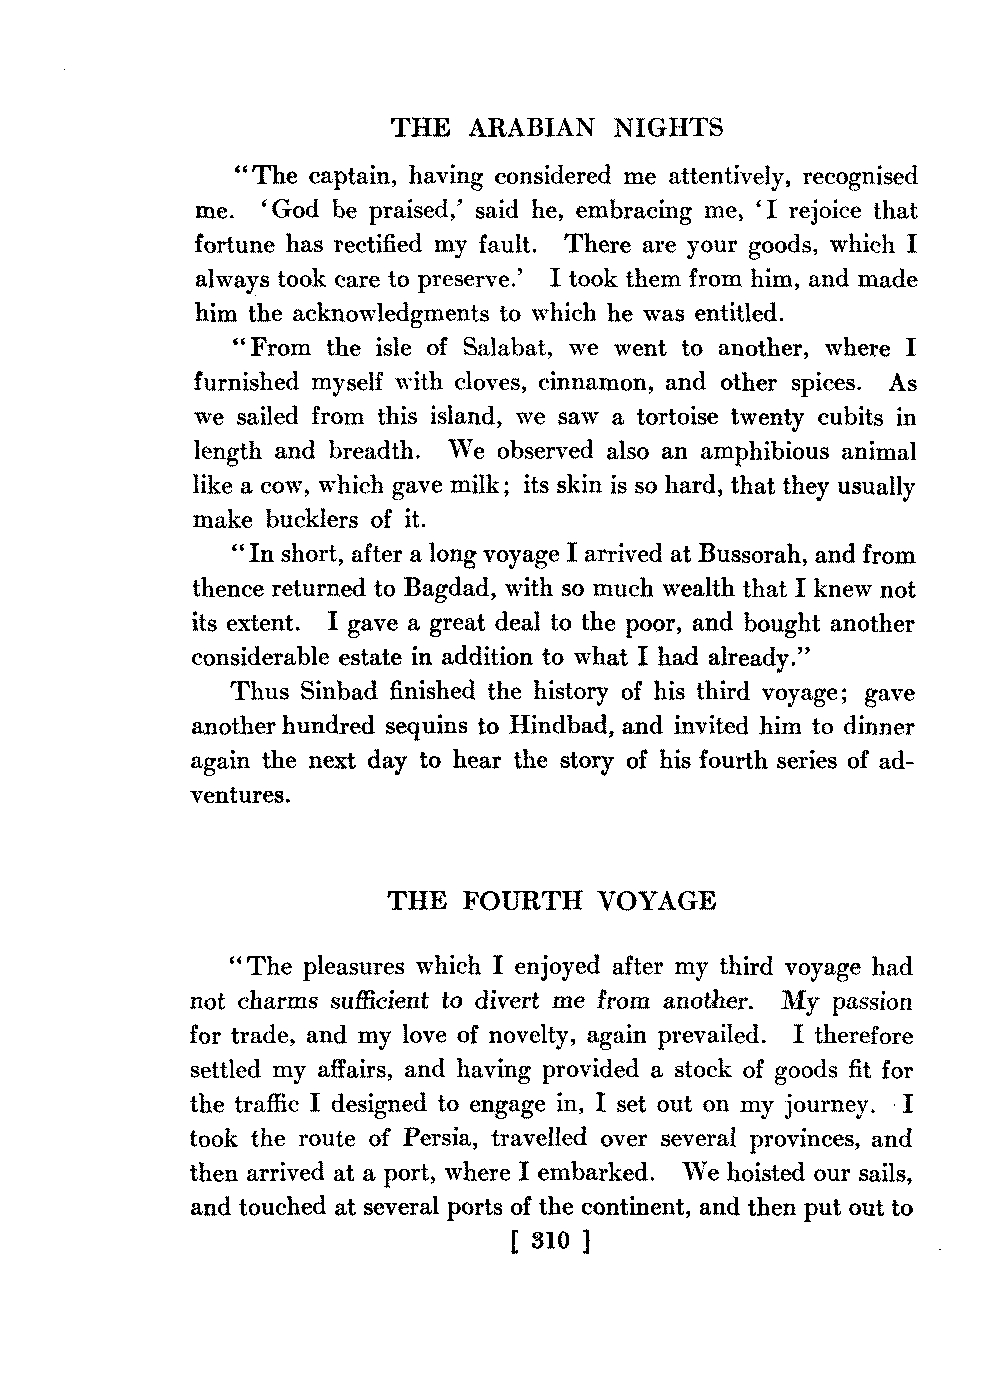 THE ARABIAN NIGHTS
“The captain, having considered me attentively, recognised
me. ‘God be praised,’ said he, embracing me, ‘I rejoice that
fortune has rectified my fault. There are your goods, which I
always took care to preserve.’ I took them from him, and made
him the acknowledgments to which he was entitled.
“From the isle of Salabat, we went to another, where I
furnished myself with cloves, cinnamon, and other spices. As
we sailed from this island, we saw a tortoise twenty cubits in
length and breadth. We observed also an amphibious animal
like a cow, which gave milk; its skin is so hard, that they usually
make bucklers of it.
“In short, after a long voyage I arrived at Bussorah, and from
thence returned to Bagdad, with so much wealth that I knew not
its extent. I gave a great deal to the poor, and bought another
considerable estate in addition to what I had already.”
Thus Sinbad finished the history of his third voyage; gave
another hundred sequins to Hindbad, and invited him to dinner
again the next day to hear the story of his fourth series of ad-
ventures.
THE FOURTH VOYAGE
“The pleasures which I enjoyed after my third voyage had
not charms sufficient to divert me from another. My passion
for trade, and my love of novelty, again prevailed. I therefore
settled my affairs, and having provided a stock of goods fit for
the traffic I designed to engage in, I set out on my journey. I
took the route of Persia, travelled over several provinces, and
then arrived at a port, where I embarked. We hoisted our sails,
and touched at several ports of the continent, and then put out to
[ 310 ]